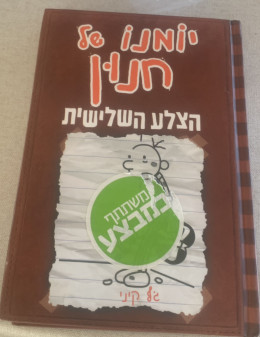 יומנו של
חנון
הצלע השלישית
משתתף
במבצע
ג'ף קיני